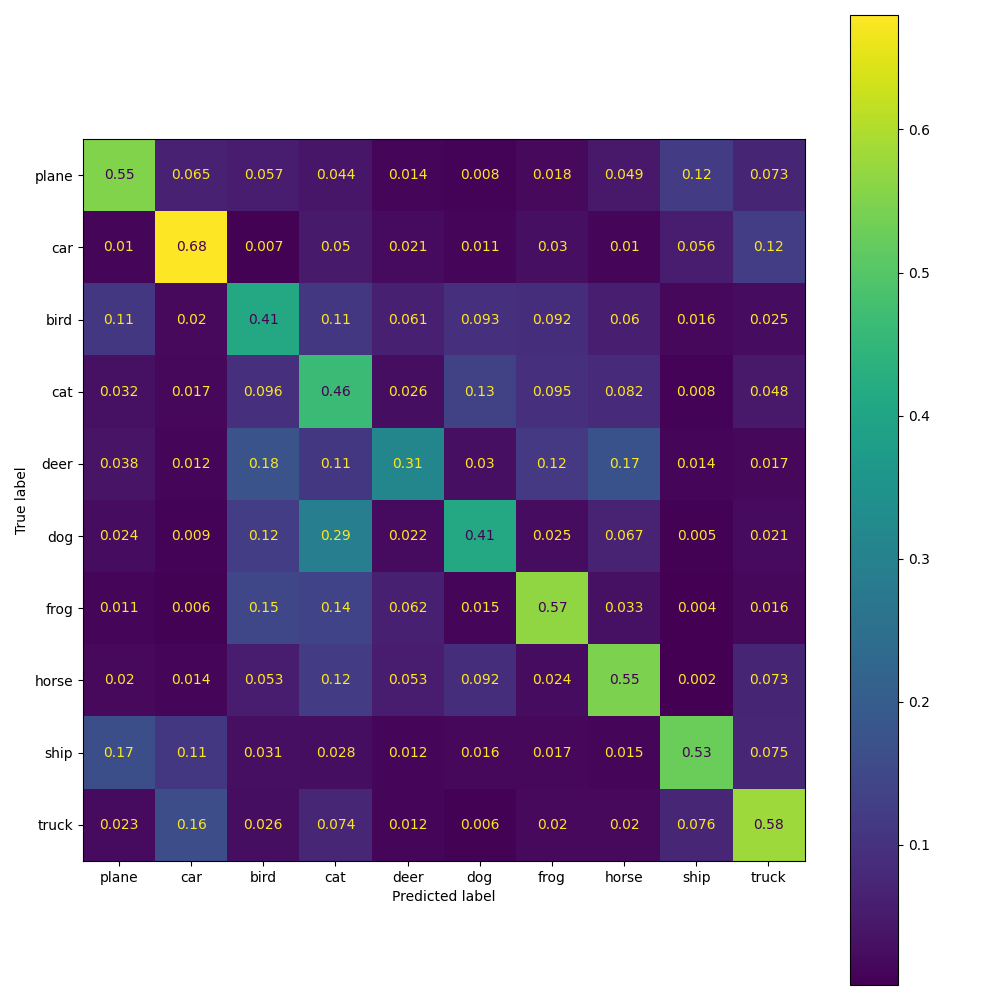 plane 0.55 0.065 0.057 0.044 0.014 0.008 0.018 0.049 0.12 0.073
car 0.01 0.68 0.007 0.05 0.021 0.011 0.03 0.01 0.056 0.12
bird 0.11 0.02 0.41 0.11 0.061 0.093 0.092 0.06 0.016 0.025
cat 0.032 0.017 0.096 0.46 0.026 0.13 0.095 0.082 0.008 0.048
deer 0.038 0.012 0.18 0.11 0.31 0.03 0.12 0.17 0.014 0.017
dog 0.024 0.009 0.12 0.29 0.022 0.41 0.025 0.067 0.005 0.021
frog 0.011 0.006 0.15 0.14 0.062 0.015 0.57 0.033 0.004 0.016
horse 0.02 0.014 0.053 0.12 0.053 0.092 0.024 0.55 0.002 0.073
ship 0.17 0.11 0.031 0.028 0.012 0.016 0.017 0.015 0.53 0.075
truck 0.023 0.16 0.026 0.074 0.012 0.006 0.02 0.02 0.076 0.58
plane car bird cat deer dog frog horse ship truck
Predicted label
True label
0.6
0.5
0.4
0.3
0.2
0.1